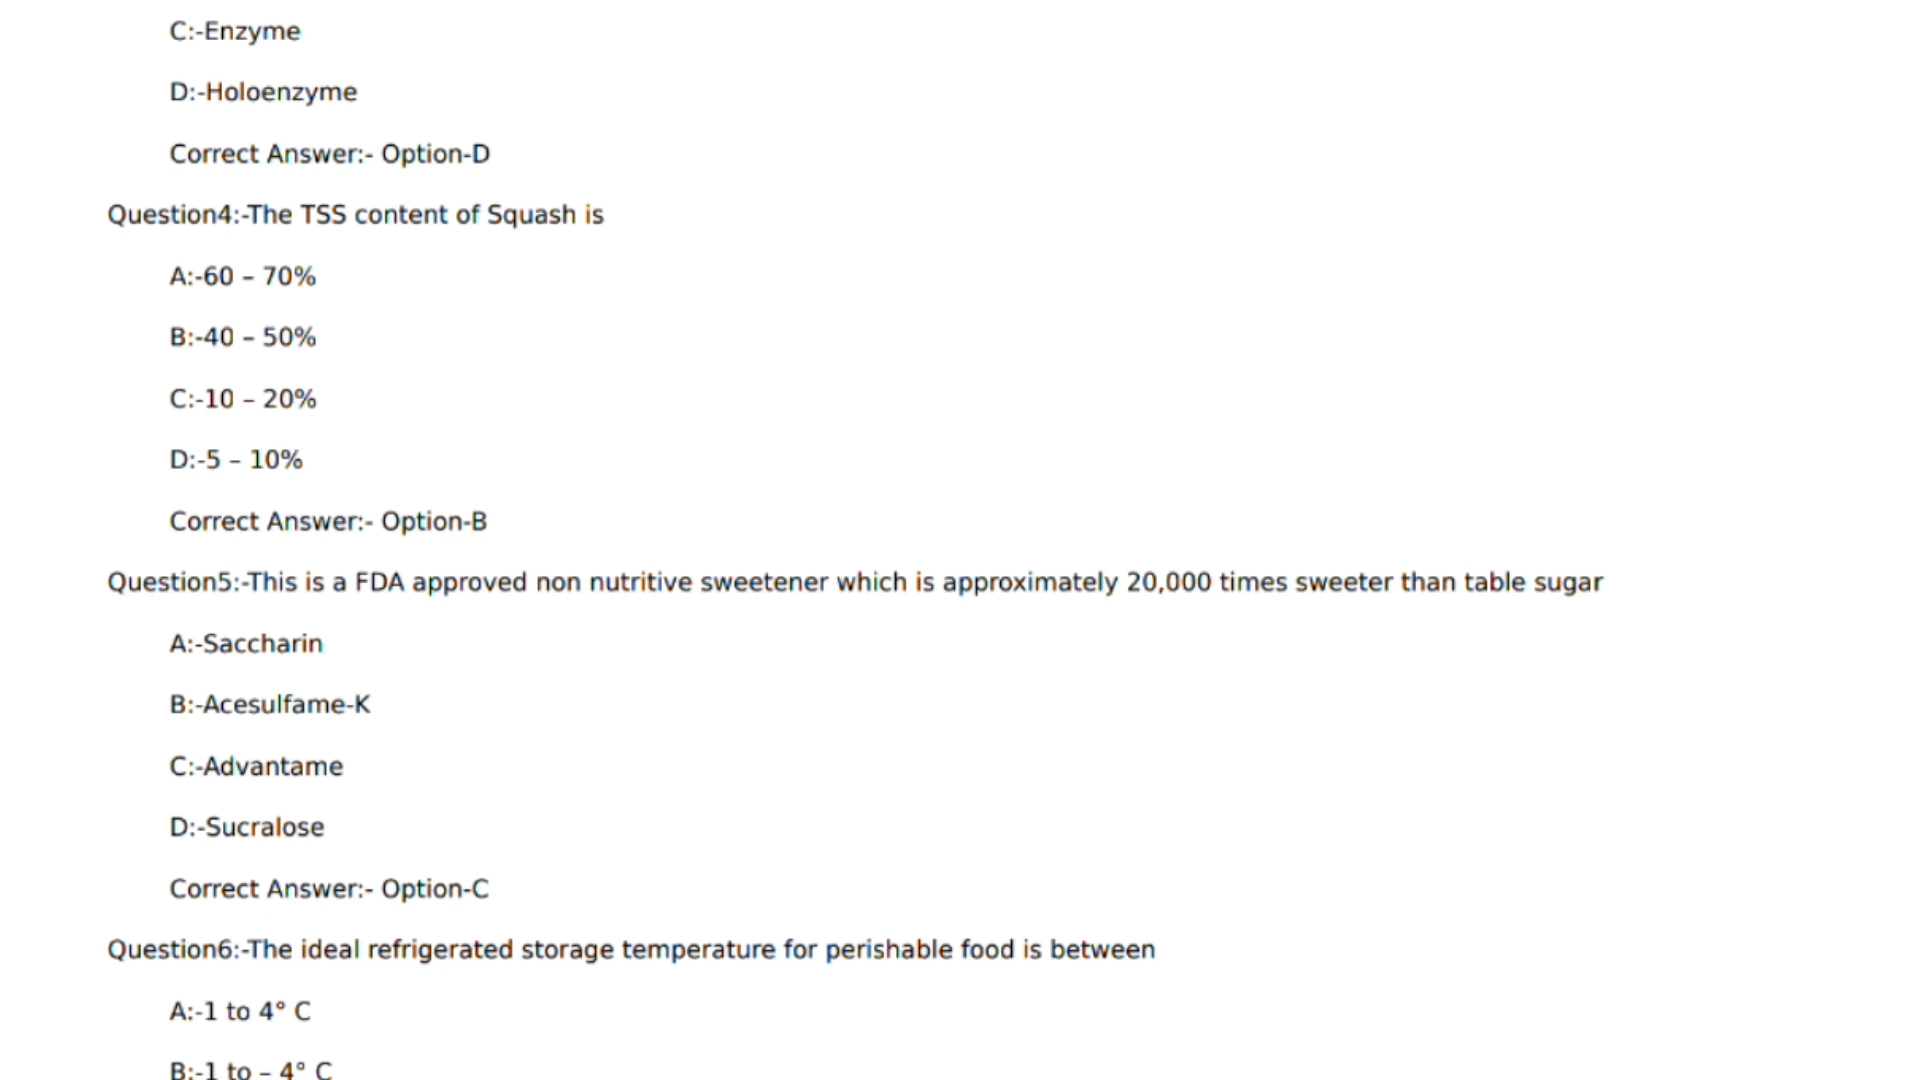 C:-Enzyme
D:-Holoenzyme
Correct Answer:- Option-D
Question4:-The TSS content of Squash is
A:-60 – 70%
B:-40 – 50%
C:-10 – 20%
D:-5 – 10%
Correct Answer:- Option-B
Question5:-This is a FDA approved non nutritive sweetener which is approximately 20,000 times sweeter than table sugar
A:-Saccharin
B:-Acesulfame-K
C:-Advantame
D:-Sucralose
Correct Answer:- Option-C
Question6:-The ideal refrigerated storage temperature for perishable food is between
A:-1 to 4° C
B:-1 to – 4° C